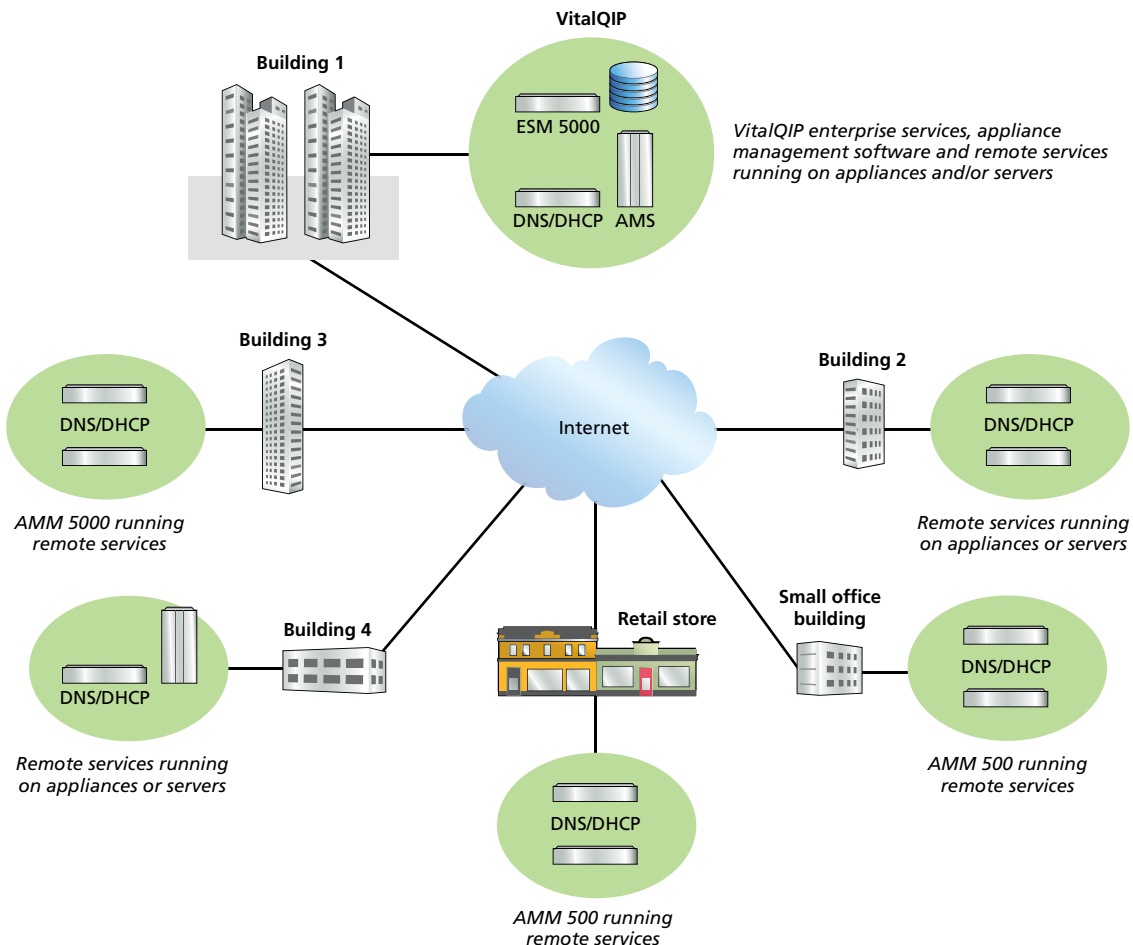 VitalQIP
Building 1
ESM 5000
DNS/DHCP
AMS
VitalQIP enterprise services, appliance
management software and remote services
running on appliances and/or servers
Building 3
DNS/DHCP
AMM 5000 running
remote services
Internet
Building 2
DNS/DHCP
Remote services running
on appliances or servers
Building 4
DNS/DHCP
Remote services running
on appliances or servers
Retail store
DNS/DHCP
AMM 500 running
remote services
Small office
building
DNS/DHCP
AMM 500 running
remote services